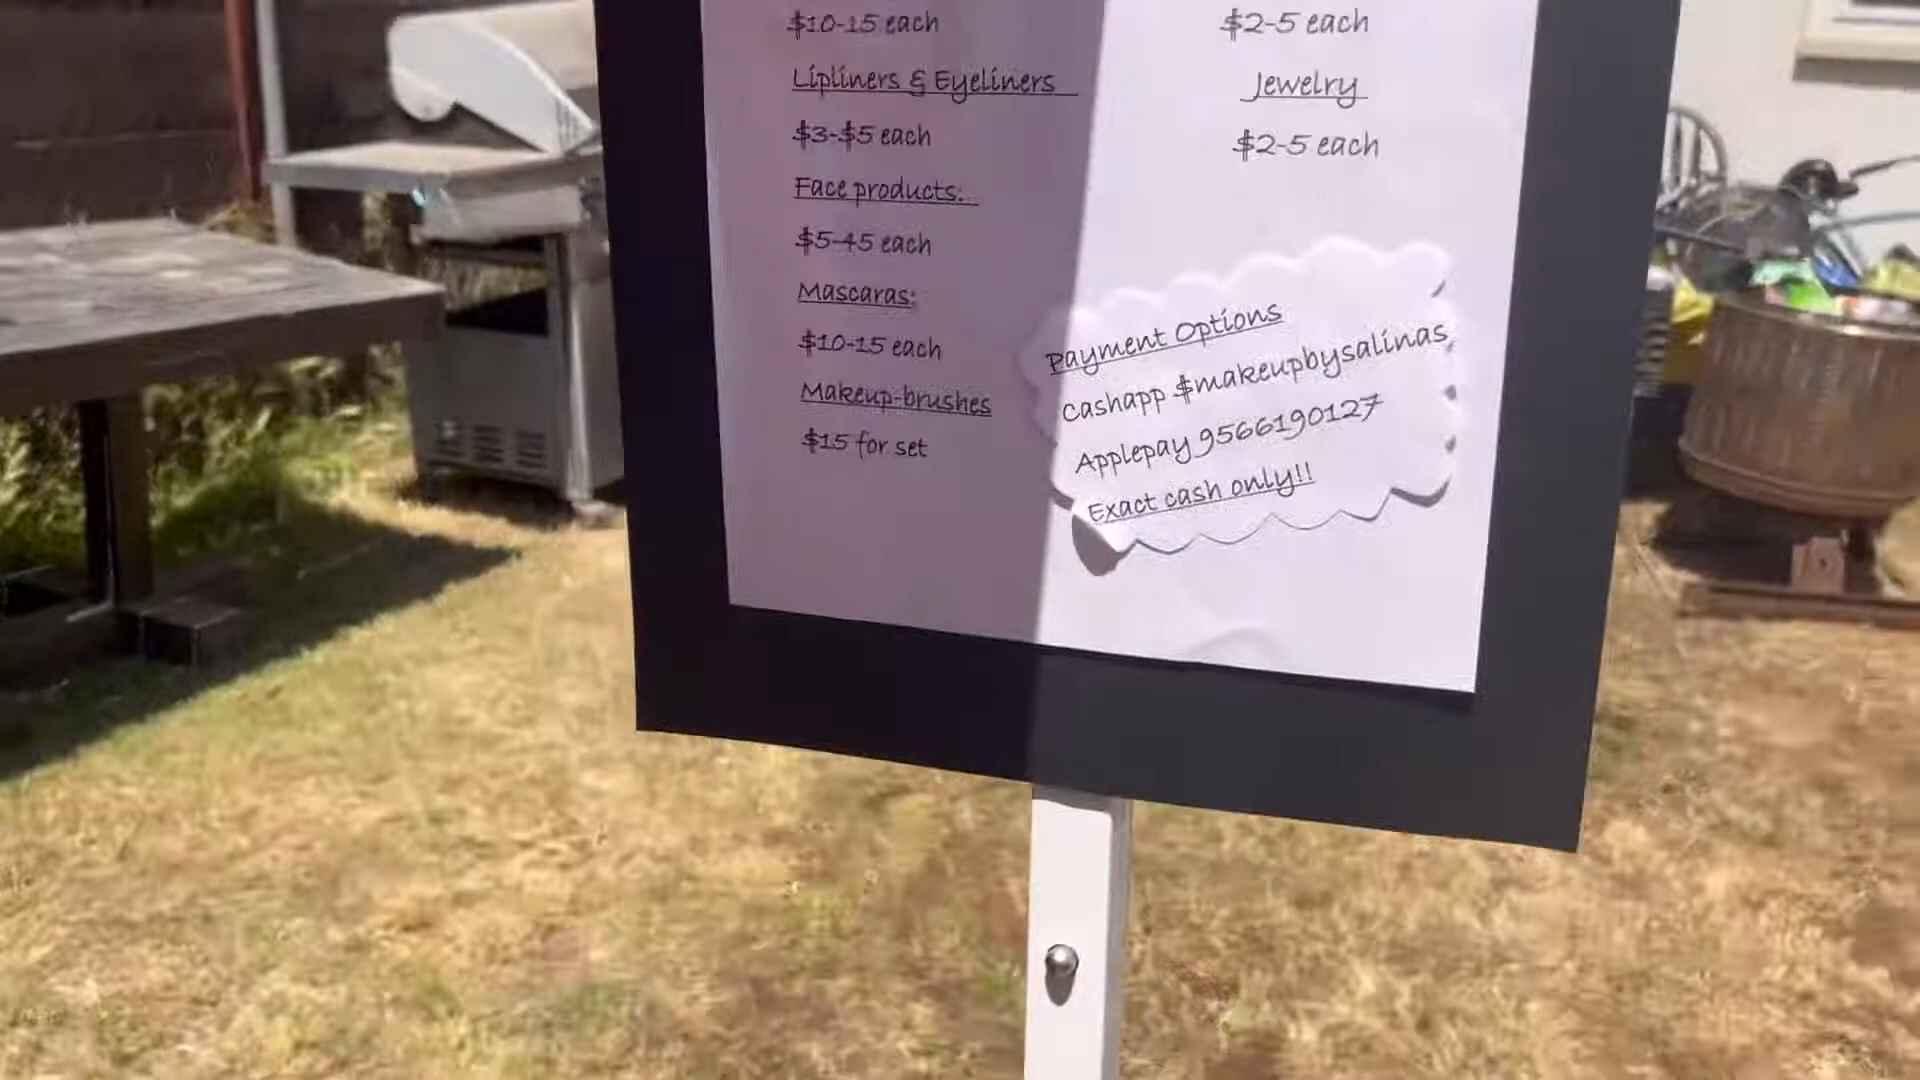 $10-15 each
Lipliners & Eyeliners
$3-$5 each
Face products:
$5-45 each
Mascaras:
$10-15 each
Makeup-brushes
$15 for set
$2-5 each
Jewelry
$2-5 each
Payment Options
cashapp $makeupbysalinas
Applepay 9566190127
Exact cash only!!